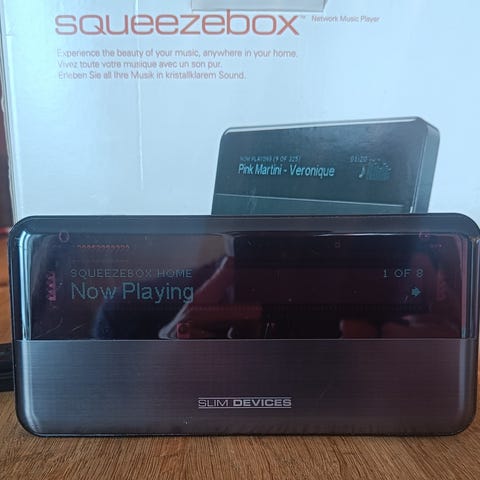 squeezebox™ Network Music Player
Experience the beauty of your music, anywhere in your home.
Vivez toute votre musique avec un son pur.
Erleben Sie all Ihre Musik in kristallklarem Sound.
NOW PLAYING (9 OF 325) 01:20
Pink Martini - Veronique
SQUEEZEBOX HOME 1 OF 8
Now Playing
SLIM DEVICES